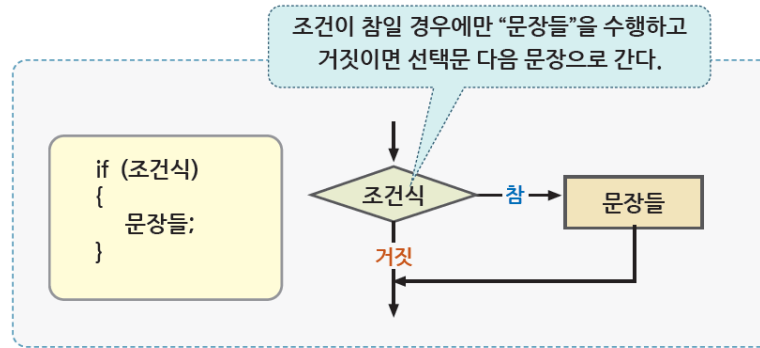 조건이 참일 경우에만 “문장들”을 수행하고
거짓이면 선택문 다음 문장으로 간다.
if (조건식)
{
문장들;
}
조건식
참
문장들
거짓